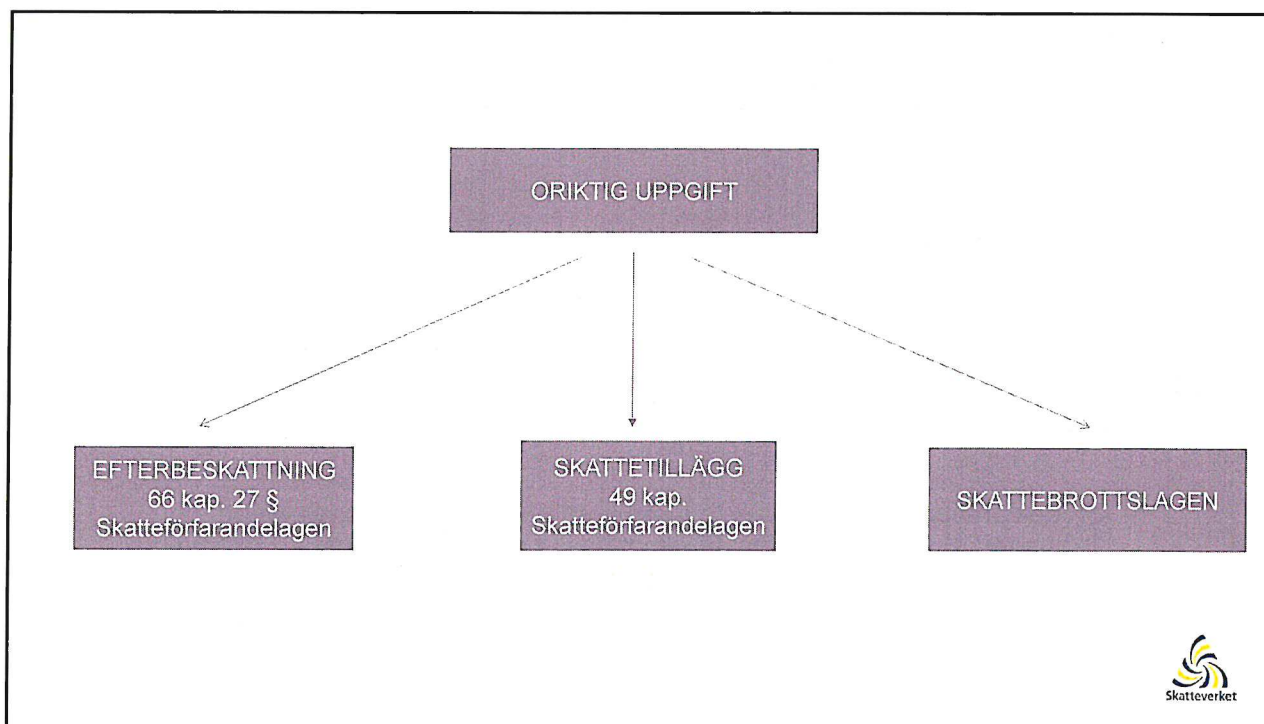 ORIKTIG UPPGIFT
EFTERBESKATTNING
66 kap. 27 §
Skatteförfarandelagen
SKATTETILLÄGG
49 kap.
Skatteförfarandelagen
SKATTEBROTTSLAGEN
Skatteverket